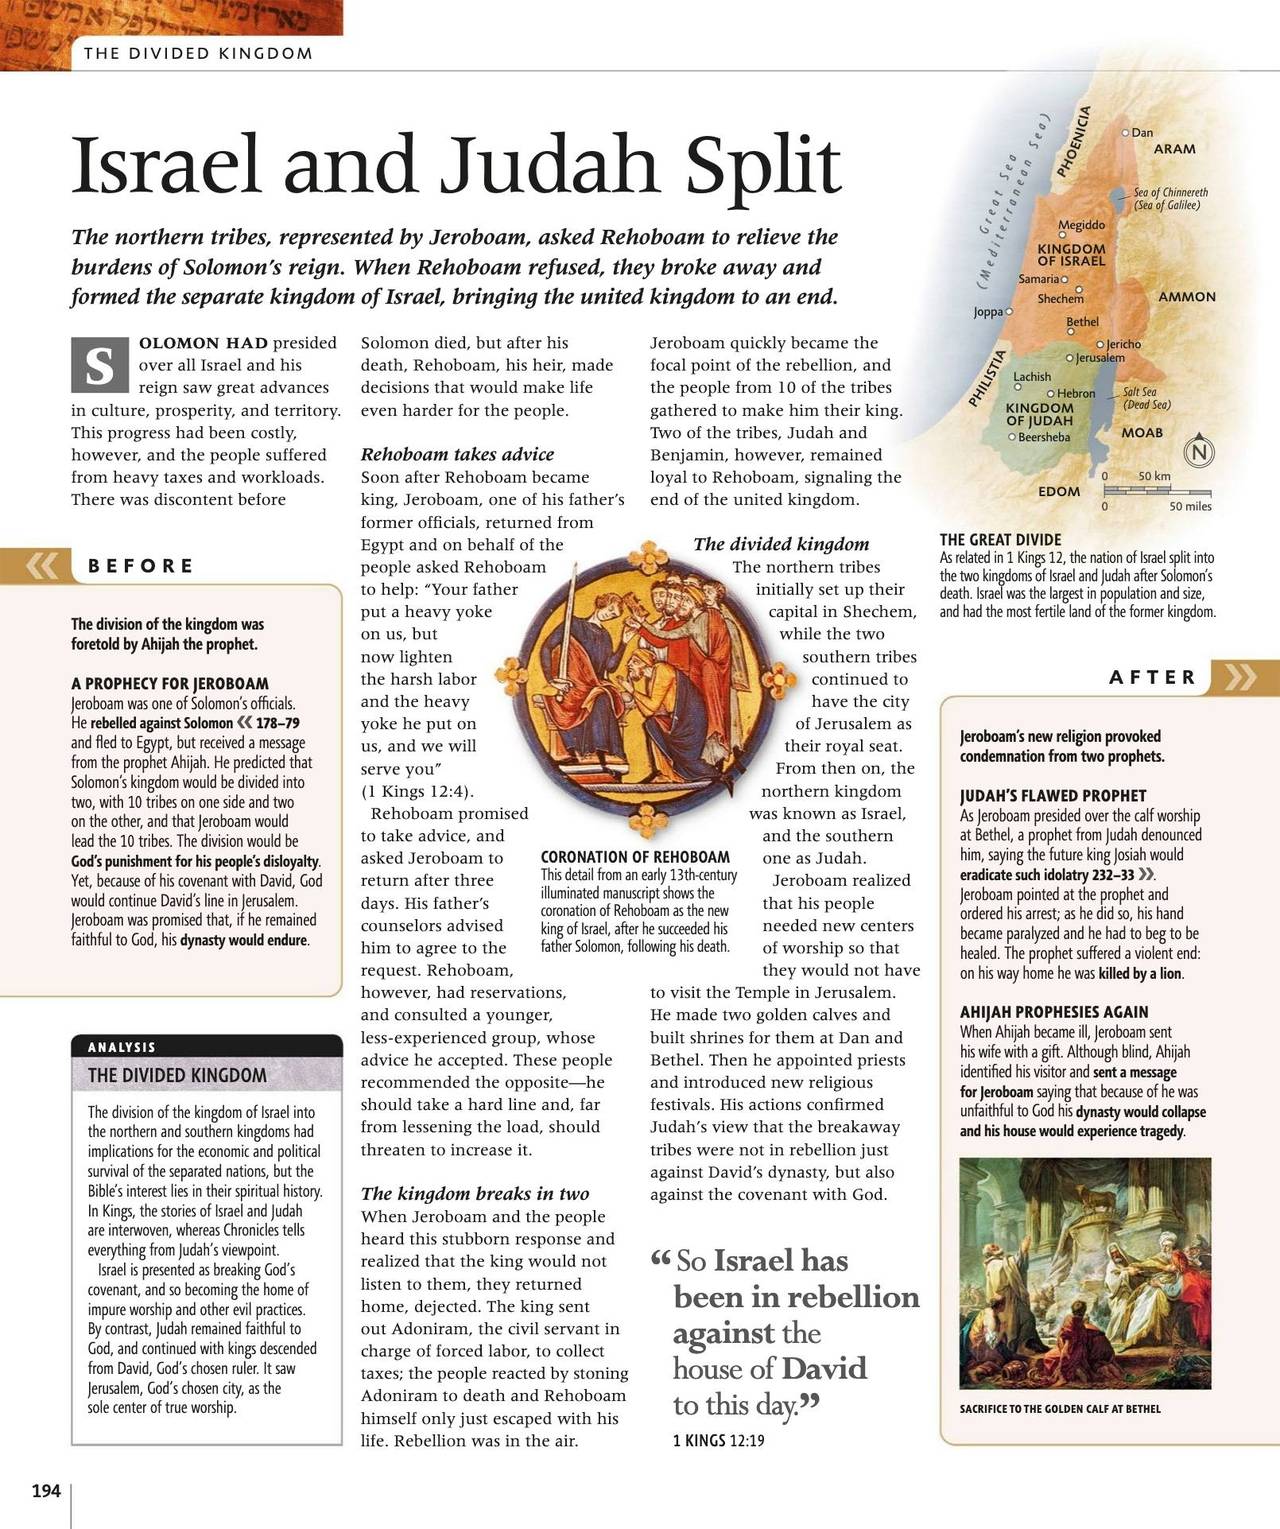 THE DIVIDED KINGDOM
Israel and Judah Split
The northern tribes, represented by Jeroboam, asked Rehoboam to relieve the
burdens of Solomon's reign. When Rehoboam refused, they broke away and
formed the separate kingdom of Israel, bringing the united kingdom to an end.
SOLOMON HAD presided
over all Israel and his
reign saw great advances
in culture, prosperity, and territory.
This progress had been costly,
however, and the people suffered
from heavy taxes and workloads.
There was discontent before
Solomon died, but after his
death, Rehoboam, his heir, made
decisions that would make life
even harder for the people.
Rehoboam takes advice
Soon after Rehoboam became
king, Jeroboam, one of his father's
former officials, returned from
Egypt and on behalf of the
people asked Rehoboam
to help: “Your father
put a heavy yoke
on us, but
now lighten
the harsh labor
and the heavy
yoke he put on
us, and we will
serve you”
(1 Kings 12:4).
Rehoboam promised
to take advice, and
asked Jeroboam to
return after three
days. His father's
counselors advised
him to agree to the
request. Rehoboam,
however, had reservations,
and consulted a younger,
less-experienced group, whose
advice he accepted. These people
recommended the opposite—he
should take a hard line and, far
from lessening the load, should
threaten to increase it.
The kingdom breaks in two
When Jeroboam and the people
heard this stubborn response and
realized that the king would not
listen to them, they returned
home, dejected. The king sent
out Adoniram, the civil servant in
charge of forced labor, to collect
taxes; the people reacted by stoning
Adoniram to death and Rehoboam
himself only just escaped with his
life. Rebellion was in the air.
Jeroboam quickly became the
focal point of the rebellion, and
the people from 10 of the tribes
gathered to make him their king.
Two of the tribes, Judah and
Benjamin, however, remained
loyal to Rehoboam, signaling the
end of the united kingdom.
The divided kingdom
The northern tribes
initially set up their
capital in Shechem,
while the two
southern tribes
continued to
have the city
of Jerusalem as
their royal seat.
From then on, the
northern kingdom
was known as Israel,
and the southern
one as Judah.
Jeroboam realized
that his people
needed new centers
of worship so that
they would not have
to visit the Temple in Jerusalem.
He made two golden calves and
built shrines for them at Dan and
Bethel. Then he appointed priests
and introduced new religious
festivals. His actions confirmed
Judah's view that the breakaway
tribes were not in rebellion just
against David's dynasty, but also
against the covenant with God.
“So Israel has
been in rebellion
against the
house of David
to this day.”
1 KINGS 12:19
CORONATION OF REHOBOAM
This detail from an early 13th-century
illuminated manuscript shows the
coronation of Rehoboam as the new
king of Israel, after he succeeded his
father Solomon, following his death.
BEFORE
The division of the kingdom was
foretold by Ahijah the prophet.
A PROPHECY FOR JEROBOAM
Jeroboam was one of Solomon's officials.
He rebelled against Solomon « 178–79
and fled to Egypt, but received a message
from the prophet Ahijah. He predicted that
Solomon's kingdom would be divided into
two, with 10 tribes on one side and two
on the other, and that Jeroboam would
lead the 10 tribes. The division would be
God's punishment for his people's disloyalty.
Yet, because of his covenant with David, God
would continue David's line in Jerusalem.
Jeroboam was promised that, if he remained
faithful to God, his dynasty would endure.
ANALYSIS
THE DIVIDED KINGDOM
The division of the kingdom of Israel into
the northern and southern kingdoms had
implications for the economic and political
survival of the separated nations, but the
Bible's interest lies in their spiritual history.
In Kings, the stories of Israel and Judah
are interwoven, whereas Chronicles tells
everything from Judah's viewpoint.
Israel is presented as breaking God's
covenant, and so becoming the home of
impure worship and other evil practices.
By contrast, Judah remained faithful to
God, and continued with kings descended
from David, God's chosen ruler. It saw
Jerusalem, God's chosen city, as the
sole center of true worship.
Great Sea
(Mediterranean Sea)
PHOENICIA
Dan
ARAM
Sea of Chinnereth
(Sea of Galilee)
Megiddo
KINGDOM
OF ISRAEL
Samaria
Shechem
AMMON
Joppa
Bethel
Jericho
Jerusalem
PHILISTIA
Lachish
Hebron
Salt Sea
(Dead Sea)
KINGDOM
OF JUDAH
Beersheba
MOAB
N
EDOM
0 50 km
0 50 miles
THE GREAT DIVIDE
As related in 1 Kings 12, the nation of Israel split into
the two kingdoms of Israel and Judah after Solomon's
death. Israel was the largest in population and size,
and had the most fertile land of the former kingdom.
AFTER
Jeroboam's new religion provoked
condemnation from two prophets.
JUDAH'S FLAWED PROPHET
As Jeroboam presided over the calf worship
at Bethel, a prophet from Judah denounced
him, saying the future king Josiah would
eradicate such idolatry 232–33 ».
Jeroboam pointed at the prophet and
ordered his arrest; as he did so, his hand
became paralyzed and he had to beg to be
healed. The prophet suffered a violent end:
on his way home he was killed by a lion.
AHIJAH PROPHESIES AGAIN
When Ahijah became ill, Jeroboam sent
his wife with a gift. Although blind, Ahijah
identified his visitor and sent a message
for Jeroboam saying that because of he was
unfaithful to God his dynasty would collapse
and his house would experience tragedy.
SACRIFICE TO THE GOLDEN CALF AT BETHEL
194